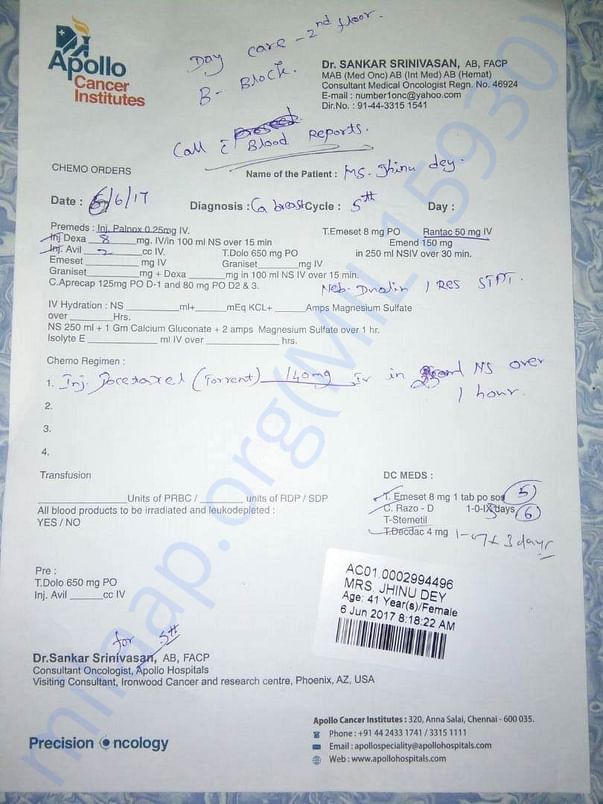 Apollo
Cancer
Institutes
Day care - 2nd floor.
B - Block.
Call c̄ Blood Reports.
Dr. SANKAR SRINIVASAN, AB, FACP
MAB (Med Onc) AB (Int Med) AB (Hemat)
Consultant Medical Oncologist Regn. No. 46924
E-mail : number1onc@yahoo.com
Dir.No. : 91-44-3315 1541
CHEMO ORDERS
Name of the Patient : Ms. Jhinu dey.
Date : 6/6/17 Diagnosis : Ca breast Cycle : 5th Day :
Premeds : Inj. Palnox 0.25mg IV. T.Emeset 8 mg PO Rantac 50 mg IV
Inj Dexa 8 mg. IV/in 100 ml NS over 15 min Emend 150 mg
Inj. Avil 2 cc IV. T.Dolo 650 mg PO in 250 ml NSIV over 30 min.
Emeset mg IV Graniset mg IV
Graniset mg + Dexa mg in 100 ml NS IV over 15 min.
C.Aprecap 125mg PO D-1 and 80 mg PO D2 & 3.
Neb. 1 RES
IV Hydration : NS ml+ mEq KCL+ Amps Magnesium Sulfate
over Hrs.
NS 250 ml + 1 Gm Calcium Gluconate + 2 amps Magnesium Sulfate over 1 hr.
Isolyte E ml IV over hrs.
Chemo Regimen :
1. Inj. Docetaxel (Torrent) 140mg IV in NS over
1 hour.
2.
3.
4.
Transfusion
Units of PRBC / units of RDP / SDP
All blood products to be irradiated and leukodepleted :
YES / NO
DC MEDS :
T. Emeset 8 mg 1 tab po sos 5
C. Razo - D 1-0- days 6
T-Stemetil
T.Decdac 4 mg 1-0-1 x 3 days
Pre :
T.Dolo 650 mg PO
Inj. Avil cc IV
AC01.0002994496
MRS. JHINU DEY
Age: 41 Year(s)/Female
6 Jun 2017 8:18:22 AM
for 5th
Dr.Sankar Srinivasan, AB, FACP
Consultant Oncologist, Apollo Hospitals
Visiting Consultant, Ironwood Cancer and research centre, Phoenix, AZ, USA
Precision Oncology
Apollo Cancer Institutes : 320, Anna Salai, Chennai - 600 035.
Phone : +91 44 2433 1741 / 3315 1111
Email : apollospeciality@apollohospitals.com
Web : www.apollohospitals.com
milaap.org(MIL15930)